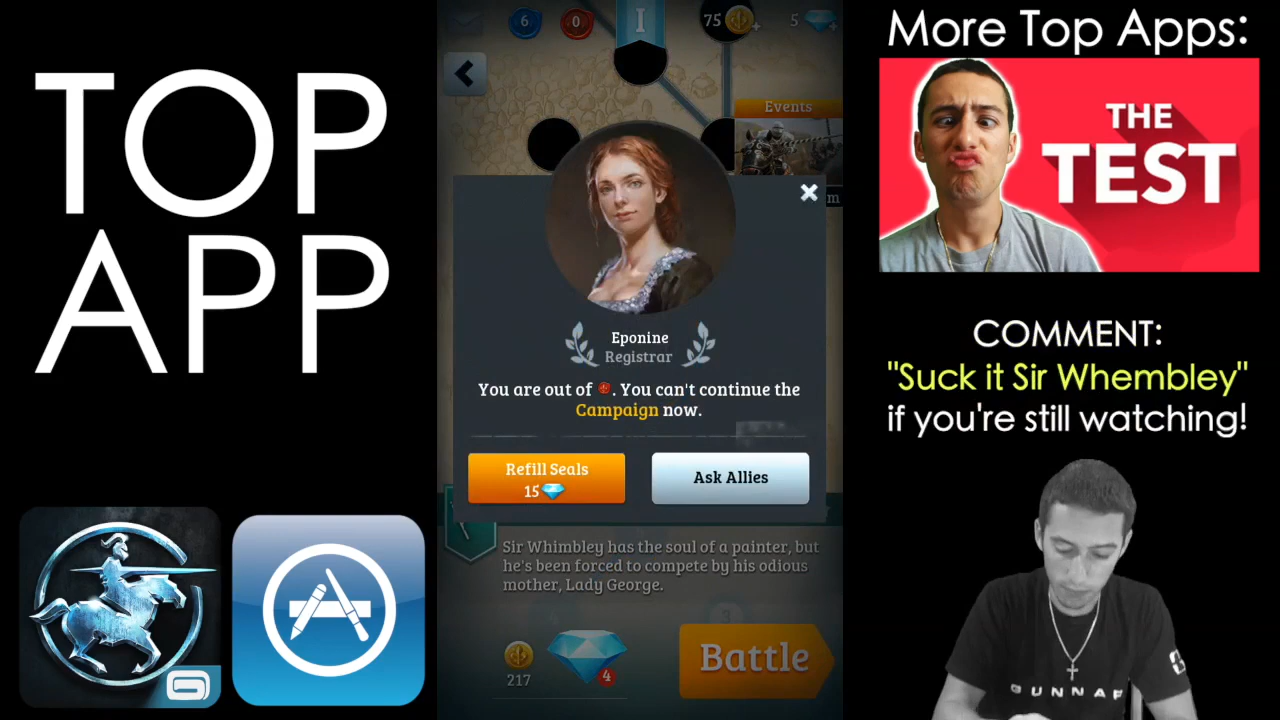 TOP
APP
6
0
I
75
5
Events
m
Eponine
Registrar
You are out of . You can't continue the
Campaign now.
Refill Seals
15
Ask Allies
Sir Whimbley has the soul of a painter, but
he's been forced to compete by his odious
mother, Lady George.
217
4
Battle
More Top Apps:
THE
TEST
COMMENT:
"Suck it Sir Whembley"
if you're still watching!
GUNNAR